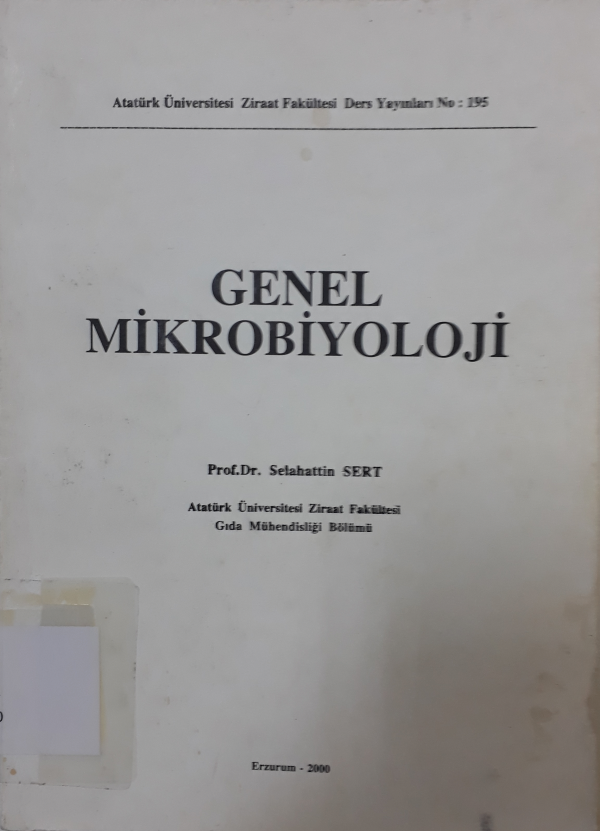 Atatürk Üniversitesi Ziraat Fakültesi Ders Yayınları No : 195
GENEL
MİKROBİYOLOJİ
Prof.Dr. Selahattin SERT
Atatürk Üniversitesi Ziraat Fakültesi
Gıda Mühendisliği Bölümü
Erzurum - 2000